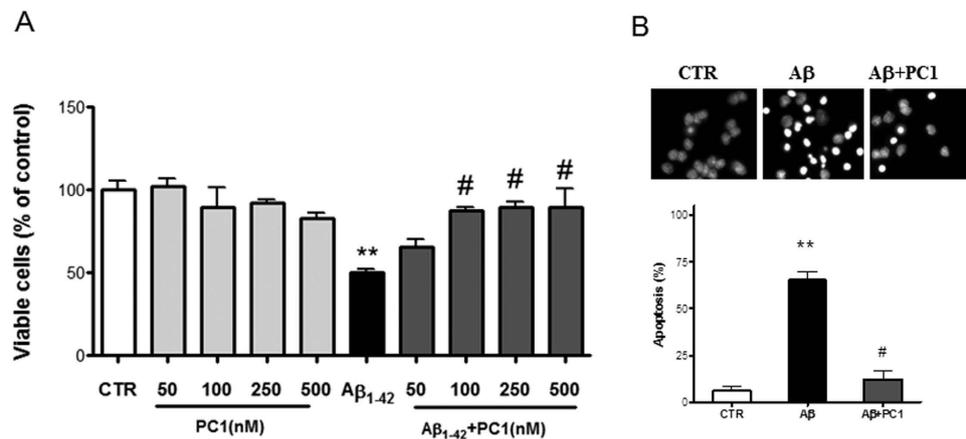 A
Viable cells (% of control)
150
100
50
0
**
#
#
#
CTR
50
100
250
500
Aβ1-42
50
100
250
500
PC1(nM)
Aβ1-42+PC1(nM)
B
CTR
Aβ
Aβ+PC1
Apoptosis (%)
100
75
50
25
0
**
#
CTR
Aβ
Aβ+PC1